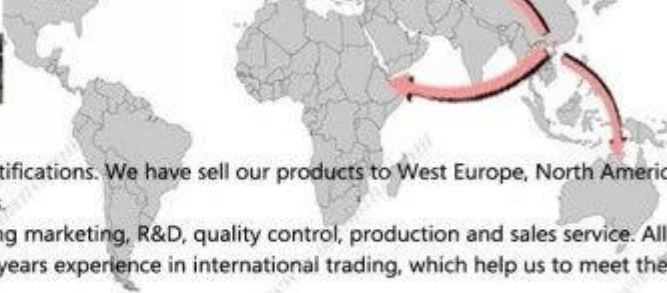 tifications. We have sell our products to West Europe, North Americ
s.
ng marketing, R&D, quality control, production and sales service. All
years experience in international trading, which help us to meet the